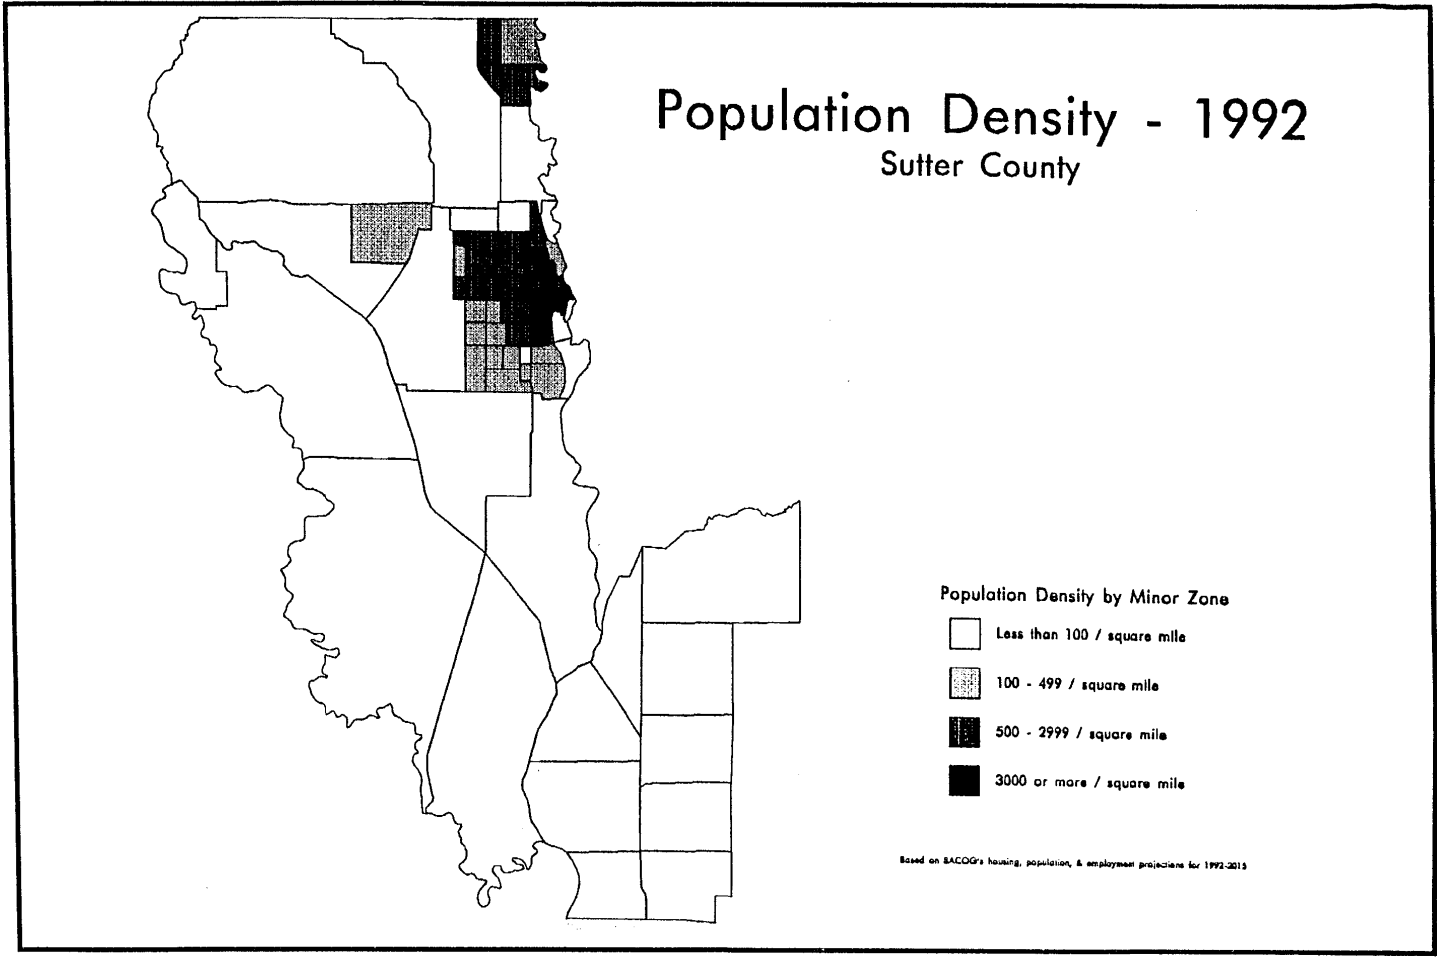 Population Density - 1992
Sutter County
Population Density by Minor Zone
Less than 100 / square mile
100 - 499 / square mile
500 - 2999 / square mile
3000 or more / square mile
Based on SACOG's housing, population, & employment projections for 1992-2015